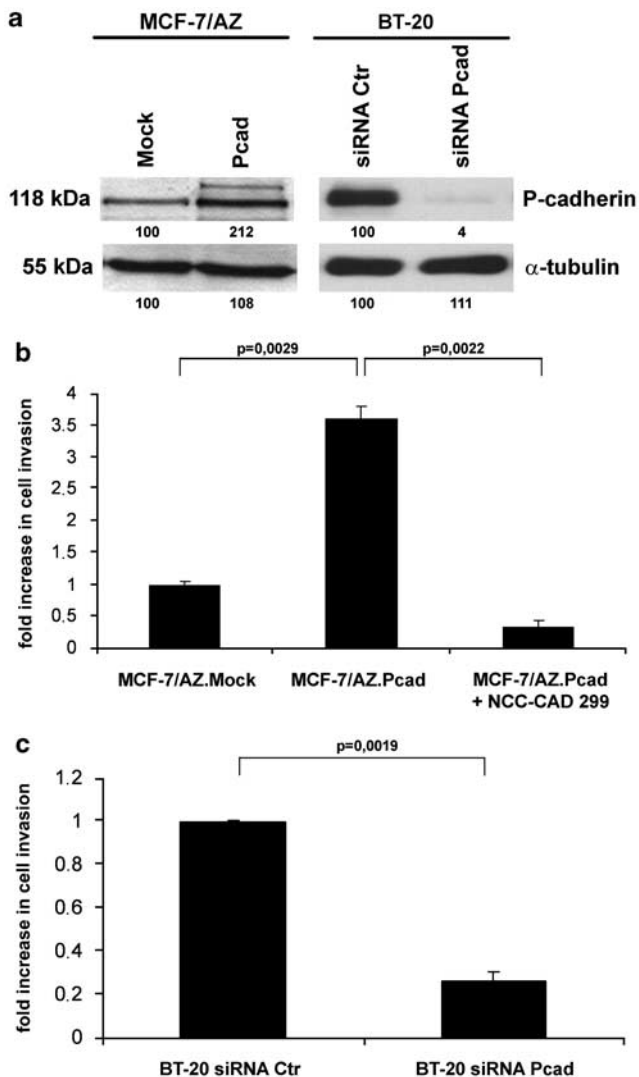 a
MCF-7/AZ BT-20
Mock Pcad siRNA Ctr siRNA Pcad
118 kDa P-cadherin
100 212 100 4
55 kDa α-tubulin
100 108 100 111
b
p=0,0029 p=0,0022
fold increase in cell invasion
4
3.5
3
2.5
2
1.5
1
0.5
0
MCF-7/AZ.Mock MCF-7/AZ.Pcad MCF-7/AZ.Pcad
+ NCC-CAD 299
c
p=0,0019
fold increase in cell invasion
1.2
1
0.8
0.6
0.4
0.2
0
BT-20 siRNA Ctr BT-20 siRNA Pcad